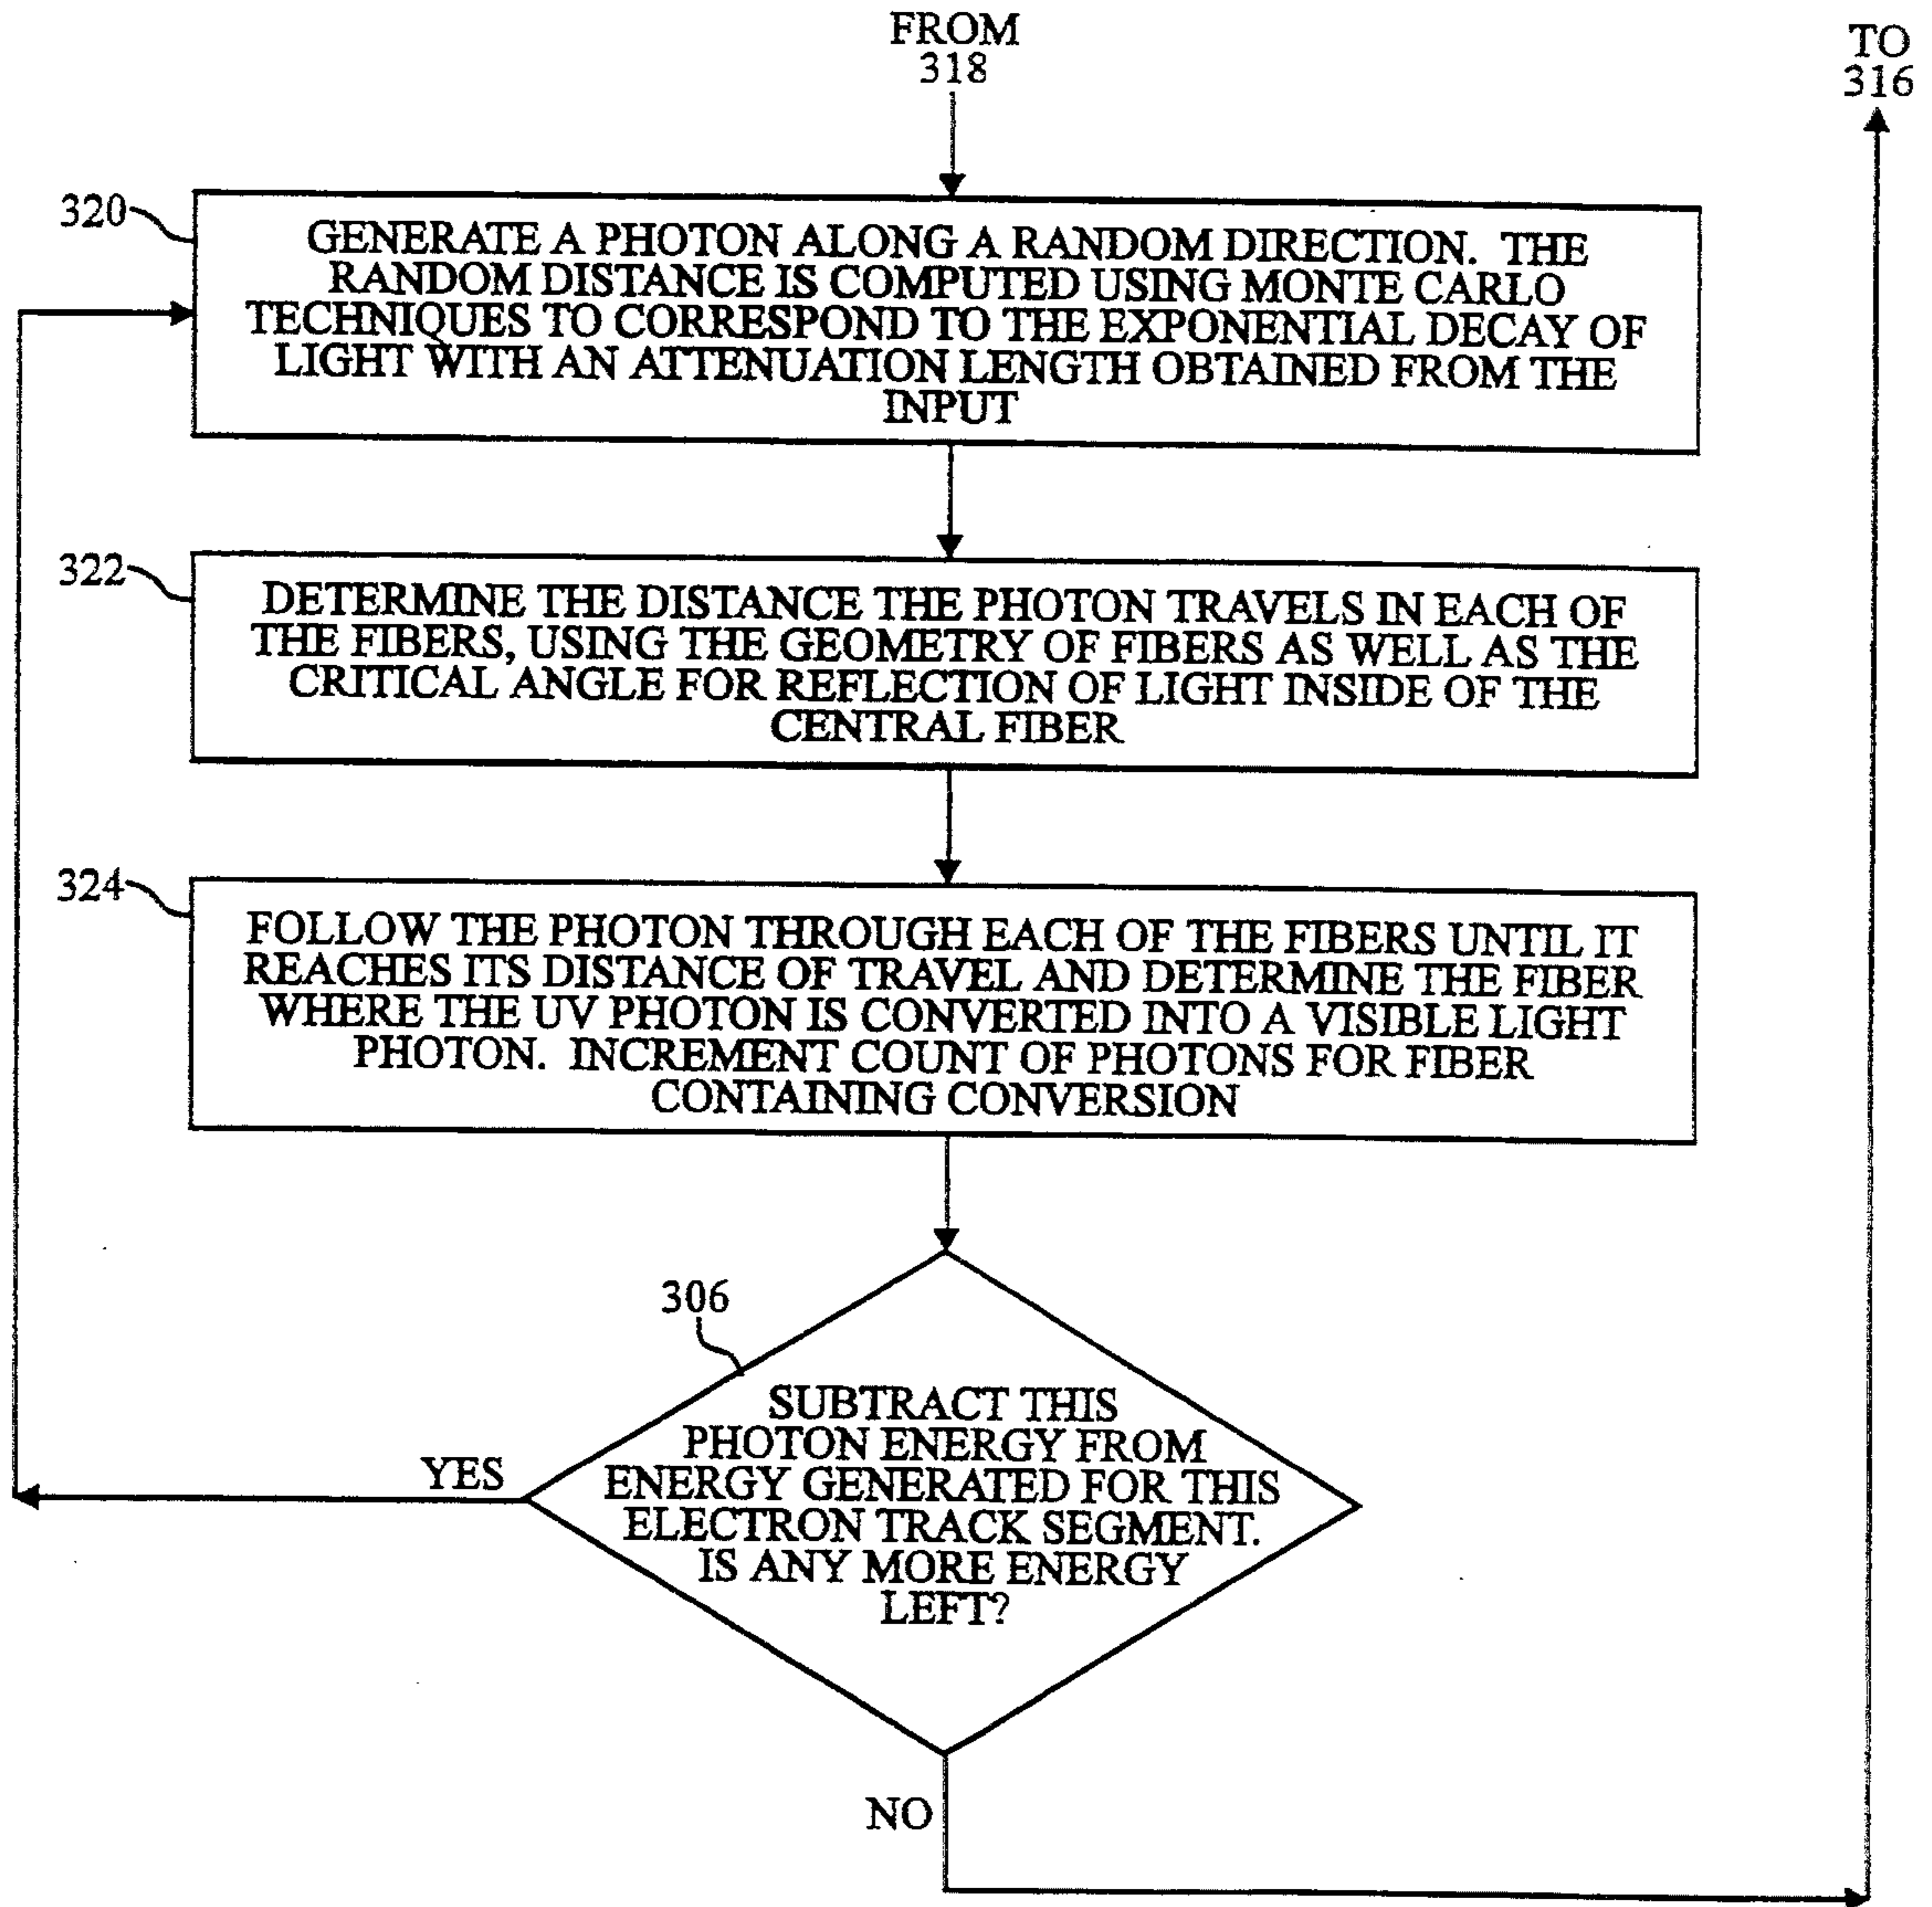 FROM
318
TO
316
320
GENERATE A PHOTON ALONG A RANDOM DIRECTION. THE
RANDOM DISTANCE IS COMPUTED USING MONTE CARLO
TECHNIQUES TO CORRESPOND TO THE EXPONENTIAL DECAY OF
LIGHT WITH AN ATTENUATION LENGTH OBTAINED FROM THE
INPUT
322
DETERMINE THE DISTANCE THE PHOTON TRAVELS IN EACH OF
THE FIBERS, USING THE GEOMETRY OF FIBERS AS WELL AS THE
CRITICAL ANGLE FOR REFLECTION OF LIGHT INSIDE OF THE
CENTRAL FIBER
324
FOLLOW THE PHOTON THROUGH EACH OF THE FIBERS UNTIL IT
REACHES ITS DISTANCE OF TRAVEL AND DETERMINE THE FIBER
WHERE THE UV PHOTON IS CONVERTED INTO A VISIBLE LIGHT
PHOTON. INCREMENT COUNT OF PHOTONS FOR FIBER
CONTAINING CONVERSION
306
SUBTRACT THIS
PHOTON ENERGY FROM
ENERGY GENERATED FOR THIS
ELECTRON TRACK SEGMENT.
IS ANY MORE ENERGY
LEFT?
YES
NO